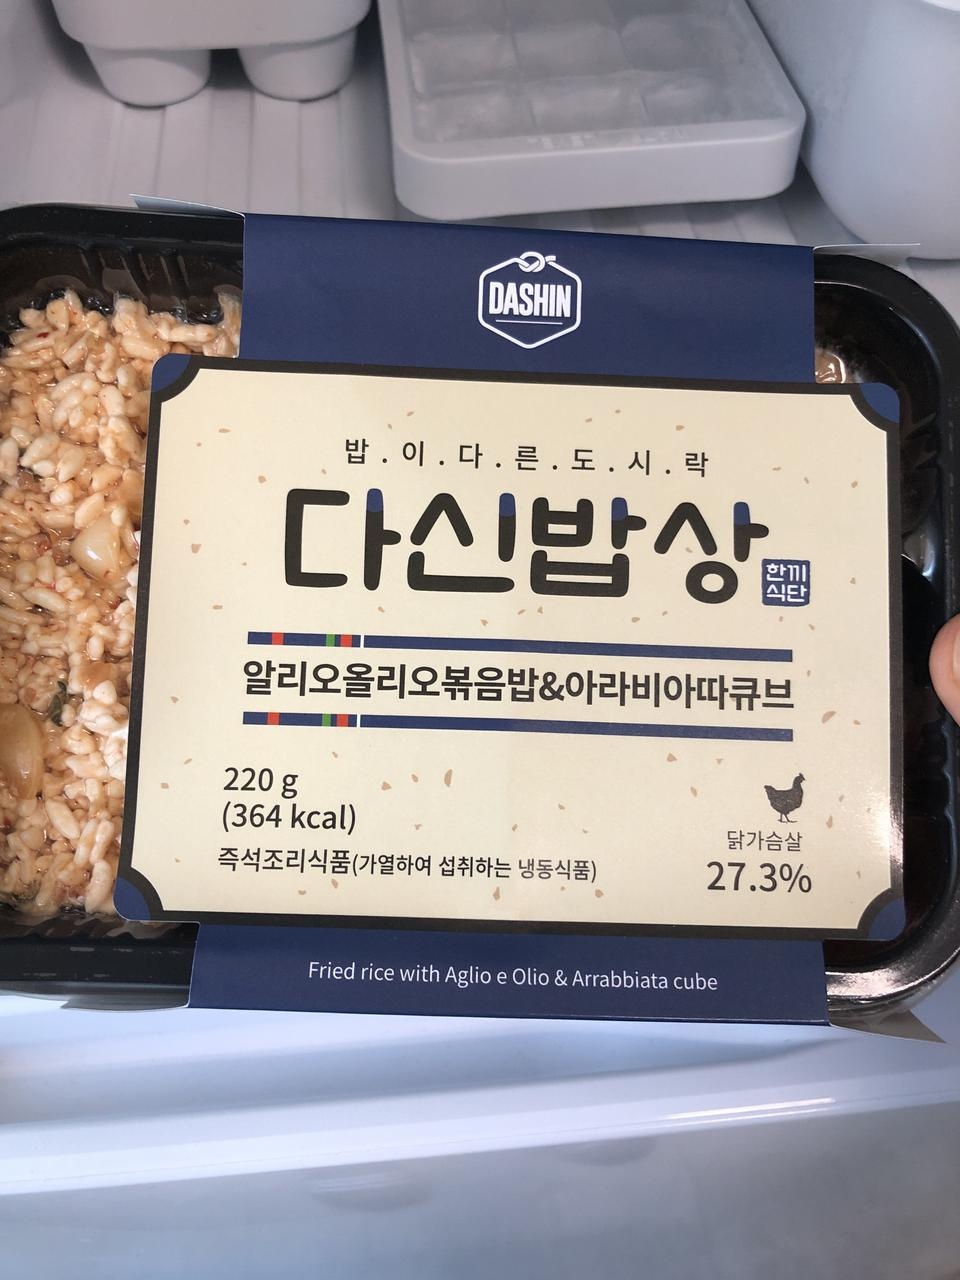 DASHIN
밥.이.다.른.도.시.락
다신밥상
한끼
식단
알리오올리오볶음밥&아라비아따큐브
220 g
(364 kcal)
즉석조리식품(가열하여 섭취하는 냉동식품)
닭가슴살
27.3%
Fried rice with Aglio e Olio & Arrabbiata cube